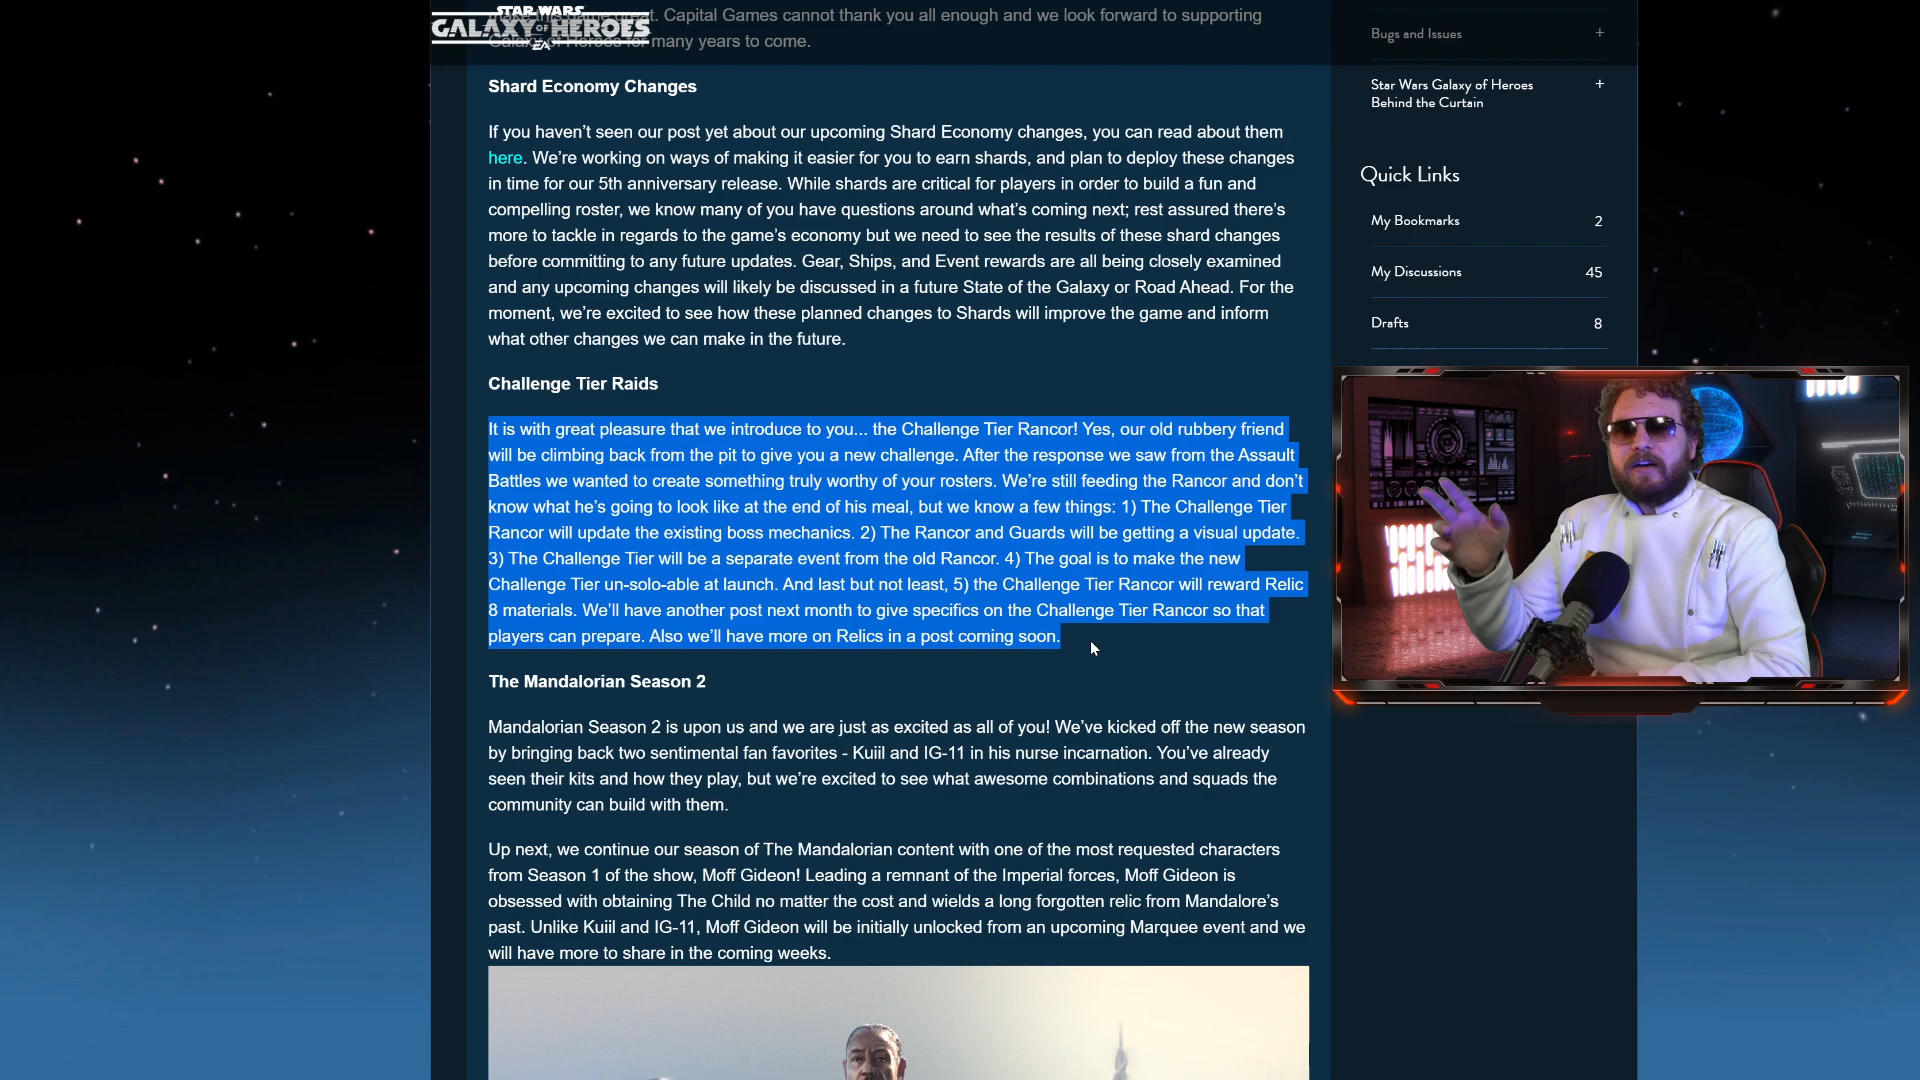 STAR WARS
GALAXY OF HEROES
EA
make this game great. Capital Games cannot thank you all enough and we look forward to supporting
Galaxy of Heroes for many years to come.
Shard Economy Changes
If you haven’t seen our post yet about our upcoming Shard Economy changes, you can read about them
here. We’re working on ways of making it easier for you to earn shards, and plan to deploy these changes
in time for our 5th anniversary release. While shards are critical for players in order to build a fun and
compelling roster, we know many of you have questions around what’s coming next; rest assured there’s
more to tackle in regards to the game’s economy but we need to see the results of these shard changes
before committing to any future updates. Gear, Ships, and Event rewards are all being closely examined
and any upcoming changes will likely be discussed in a future State of the Galaxy or Road Ahead. For the
moment, we’re excited to see how these planned changes to Shards will improve the game and inform
what other changes we can make in the future.
Challenge Tier Raids
It is with great pleasure that we introduce to you... the Challenge Tier Rancor! Yes, our old rubbery friend
will be climbing back from the pit to give you a new challenge. After the response we saw from the Assault
Battles we wanted to create something truly worthy of your rosters. We’re still feeding the Rancor and don’t
know what he’s going to look like at the end of his meal, but we know a few things: 1) The Challenge Tier
Rancor will update the existing boss mechanics. 2) The Rancor and Guards will be getting a visual update.
3) The Challenge Tier will be a separate event from the old Rancor. 4) The goal is to make the new
Challenge Tier un-solo-able at launch. And last but not least, 5) the Challenge Tier Rancor will reward Relic
8 materials. We’ll have another post next month to give specifics on the Challenge Tier Rancor so that
players can prepare. Also we’ll have more on Relics in a post coming soon.
The Mandalorian Season 2
Mandalorian Season 2 is upon us and we are just as excited as all of you! We’ve kicked off the new season
by bringing back two sentimental fan favorites - Kuiil and IG-11 in his nurse incarnation. You’ve already
seen their kits and how they play, but we’re excited to see what awesome combinations and squads the
community can build with them.
Up next, we continue our season of The Mandalorian content with one of the most requested characters
from Season 1 of the show, Moff Gideon! Leading a remnant of the Imperial forces, Moff Gideon is
obsessed with obtaining The Child no matter the cost and wields a long forgotten relic from Mandalore’s
past. Unlike Kuiil and IG-11, Moff Gideon will be initially unlocked from an upcoming Marquee event and we
will have more to share in the coming weeks.
Bugs and Issues +
Star Wars Galaxy of Heroes +
Behind the Curtain
Quick Links
My Bookmarks 2
My Discussions 45
Drafts 8